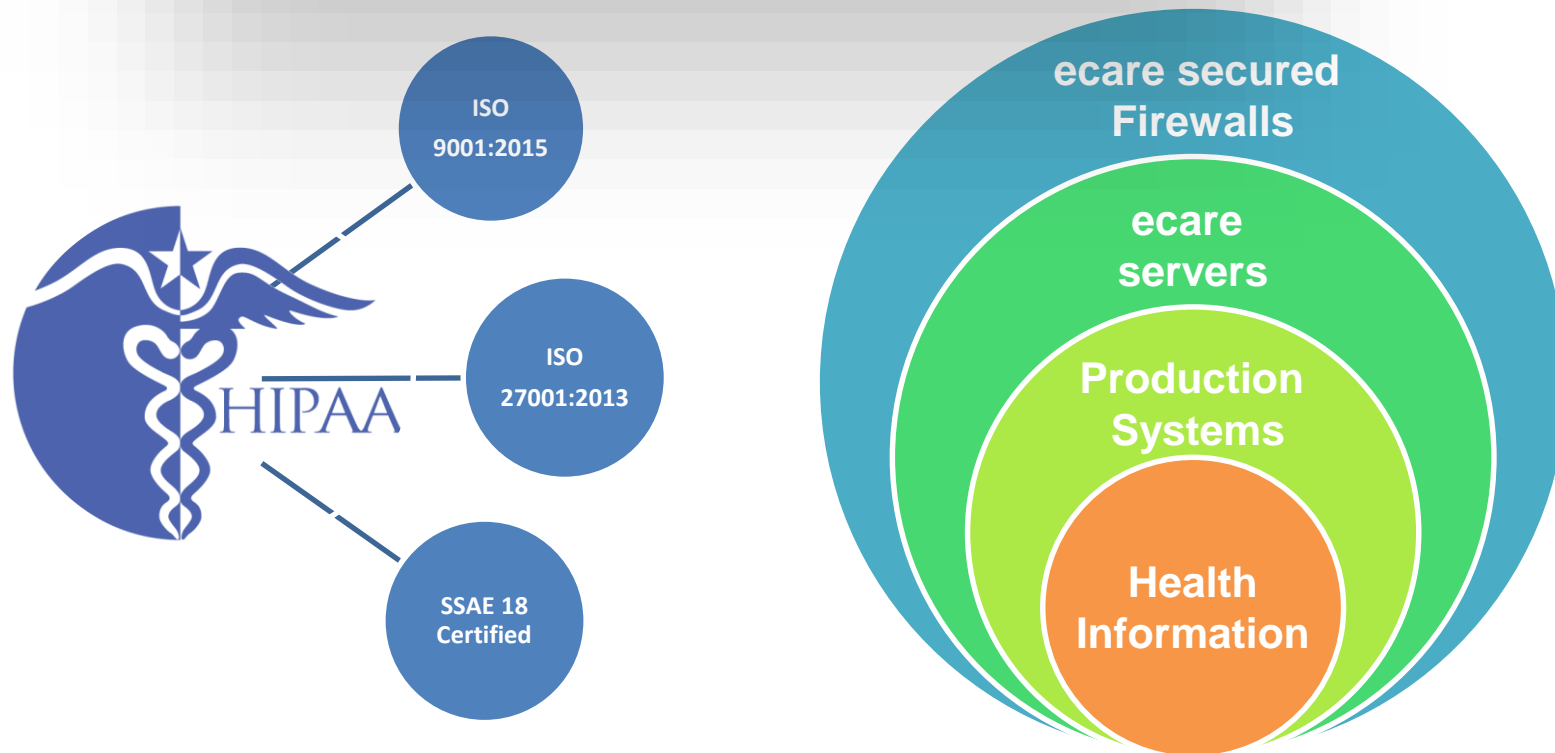 ISO
9001:2015
HIPAA
ISO
27001:2013
SSAE 18
Certified
ecare secured
Firewalls
ecare
servers
Production
Systems
Health
Information